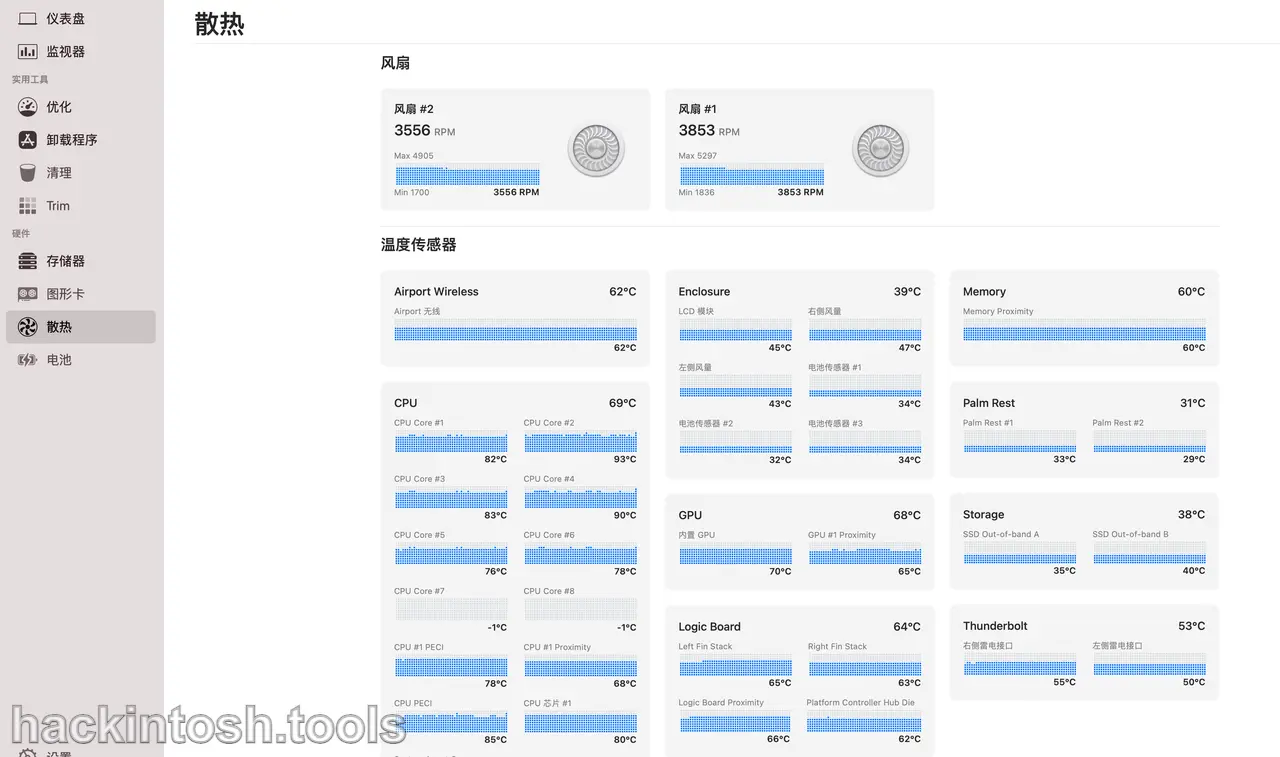 仪表盘
监视器
实用工具
优化
卸载程序
清理
Trim
硬件
存储器
图形卡
散热
电池
设置
散热
风扇
风扇 #2
3556 RPM
Max 4905
Min 1700 3556 RPM
风扇 #1
3853 RPM
Max 5297
Min 1836 3853 RPM
温度传感器
Airport Wireless 62°C
Airport 无线
62°C
CPU 69°C
CPU Core #1 CPU Core #2
82°C 93°C
CPU Core #3 CPU Core #4
83°C 90°C
CPU Core #5 CPU Core #6
76°C 78°C
CPU Core #7 CPU Core #8
-1°C -1°C
CPU #1 PECI CPU #1 Proximity
78°C 68°C
CPU PECI CPU 芯片 #1
85°C 80°C
Enclosure 39°C
LCD 模块 右侧风量
45°C 47°C
左侧风量 电池传感器 #1
43°C 34°C
电池传感器 #2 电池传感器 #3
32°C 34°C
GPU 68°C
内置 GPU GPU #1 Proximity
70°C 65°C
Logic Board 64°C
Left Fin Stack Right Fin Stack
65°C 63°C
Logic Board Proximity Platform Controller Hub Die
66°C 62°C
Memory 60°C
Memory Proximity
60°C
Palm Rest 31°C
Palm Rest #1 Palm Rest #2
33°C 29°C
Storage 38°C
SSD Out-of-band A SSD Out-of-band B
35°C 40°C
Thunderbolt 53°C
右侧雷电接口 左侧雷电接口
55°C 50°C
hackintosh.tools